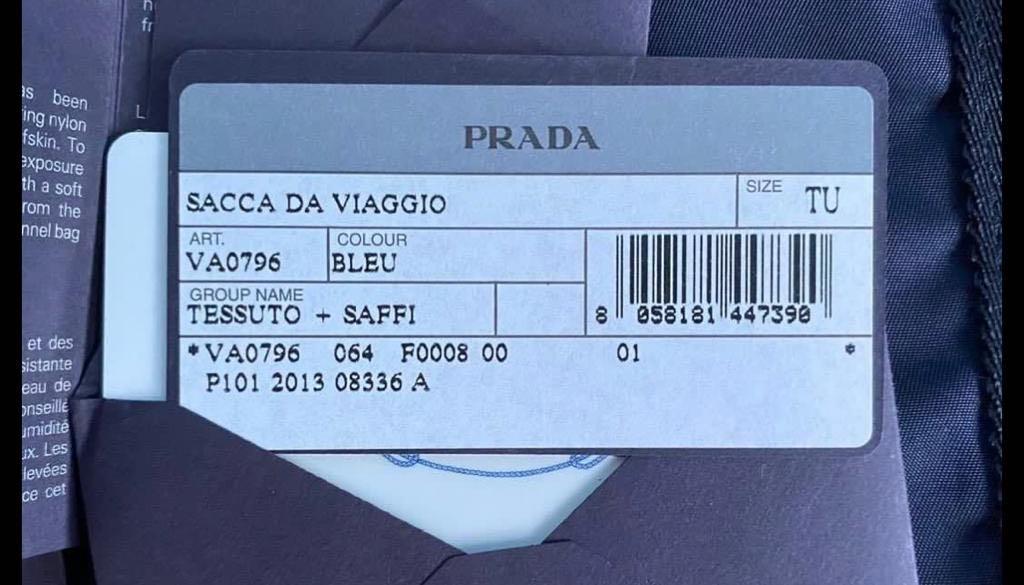 as been
ing nylon
fskin. To
exposure
th a soft
rom the
nnel bag
et des
sistante
eau de
onseillé
umidité
ux. Les
levées
ce cet
L
PRADA
SACCA DA VIAGGIO
SIZE TU
ART.
VA0796
COLOUR
BLEU
GROUP NAME
TESSUTO + SAFFI
8 058181 447390
*VA0796 064 F0008 00 01 *
P101 2013 08336 A